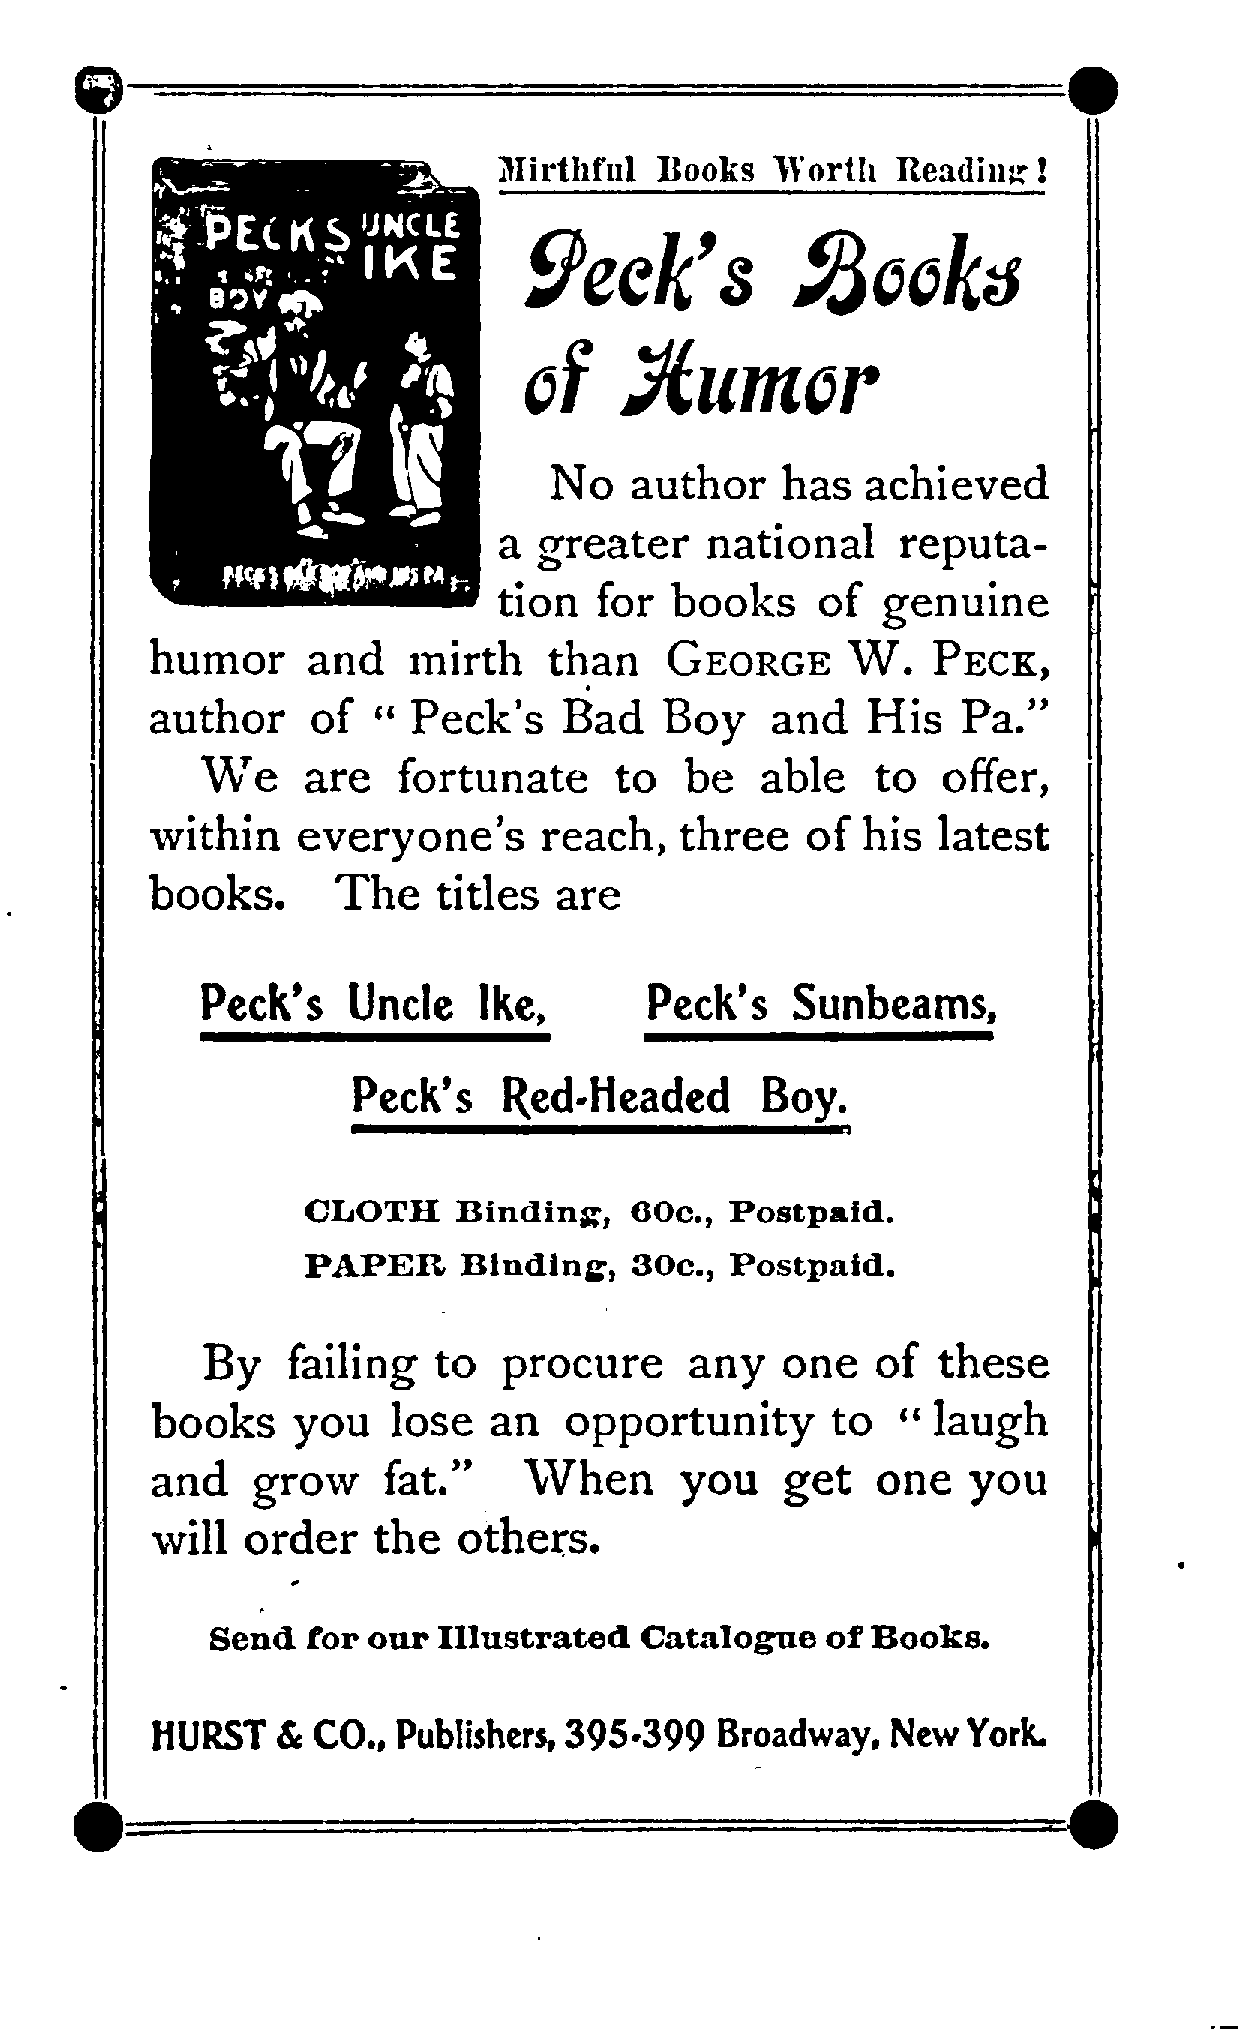 Mirthful Books Worth Reading!
PECKS UNCLE
IKE
BOY
Peck's Books
of Humor
No author has achieved
a greater national reputa-
tion for books of genuine
humor and mirth than GEORGE W. PECK,
author of “ Peck's Bad Boy and His Pa.”
We are fortunate to be able to offer,
within everyone's reach, three of his latest
books. The titles are
Peck's Uncle Ike, Peck's Sunbeams,
Peck's Red-Headed Boy.
CLOTH Binding, 60c., Postpaid.
PAPER Binding, 30c., Postpaid.
By failing to procure any one of these
books you lose an opportunity to “ laugh
and grow fat.” When you get one you
will order the others.
Send for our Illustrated Catalogue of Books.
HURST & CO., Publishers, 395-399 Broadway, New York.